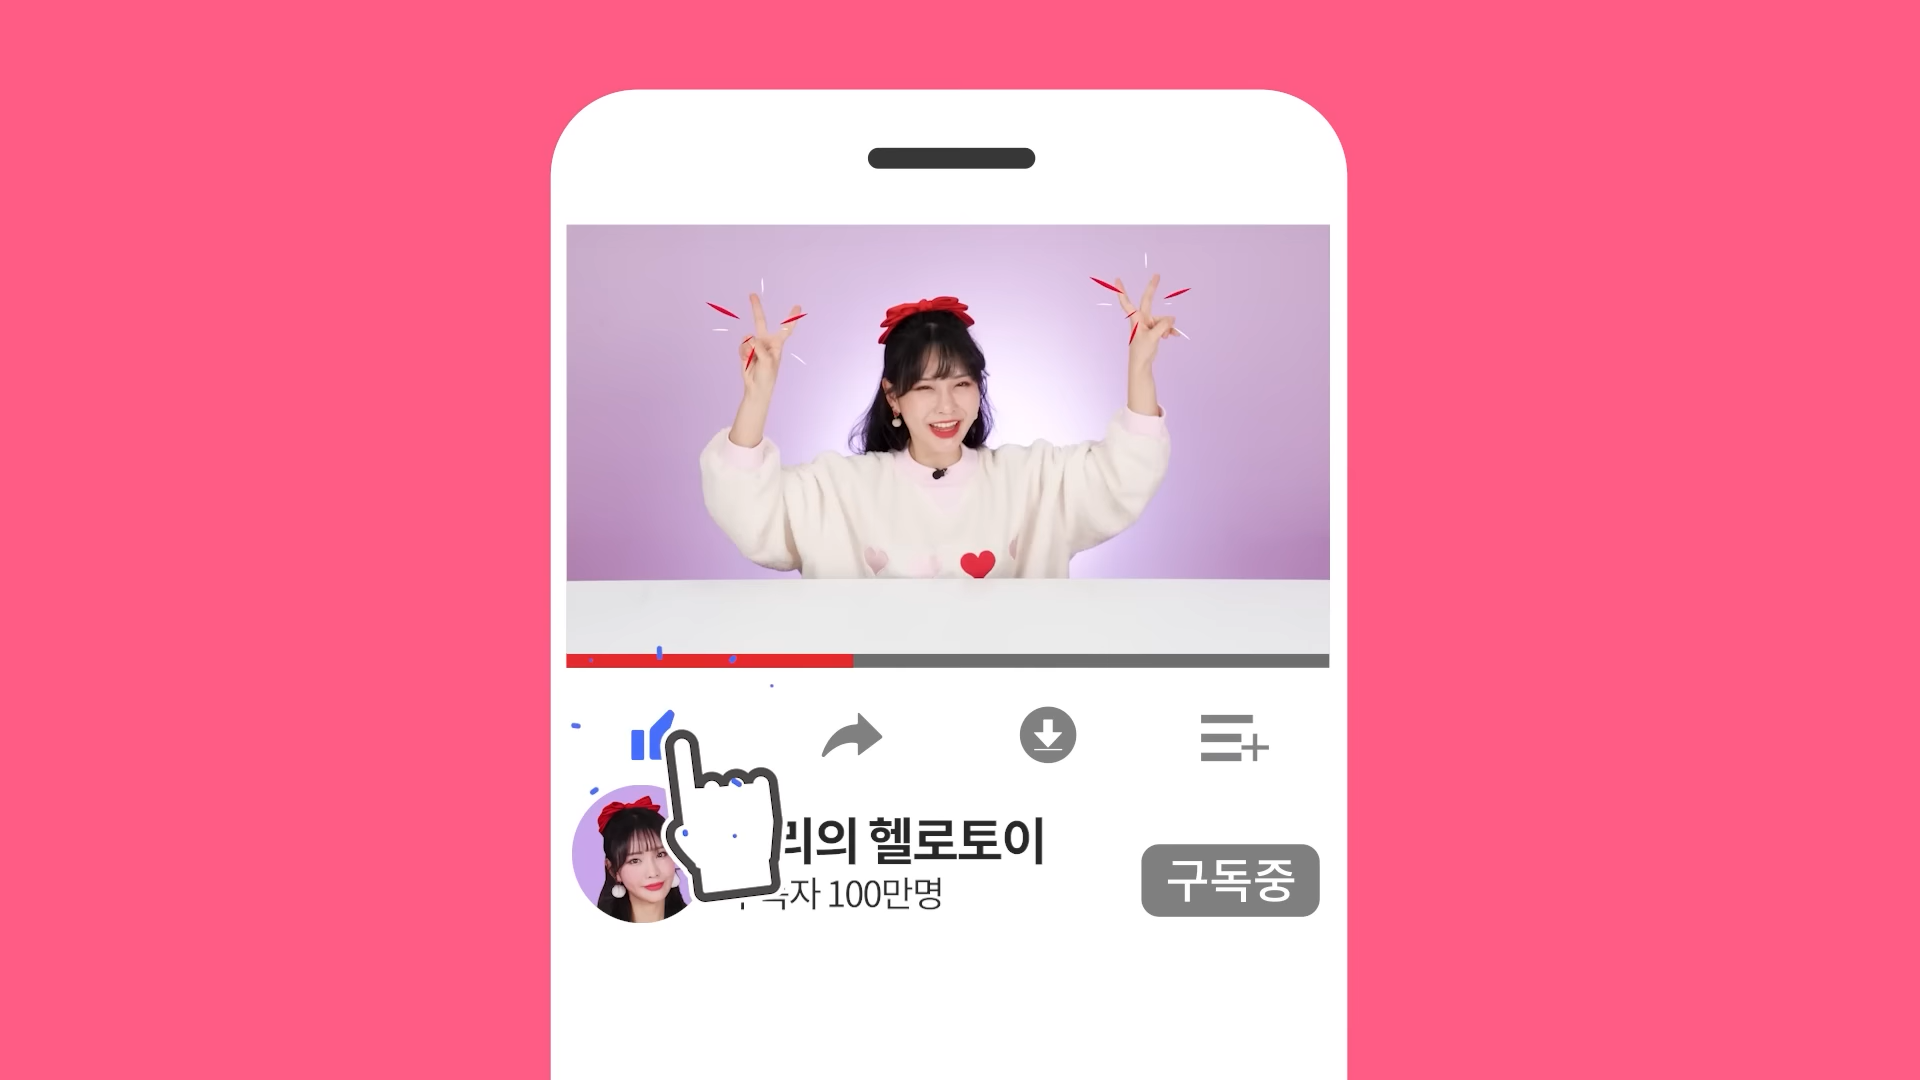 의 헬로토이
자 100만명
구독중